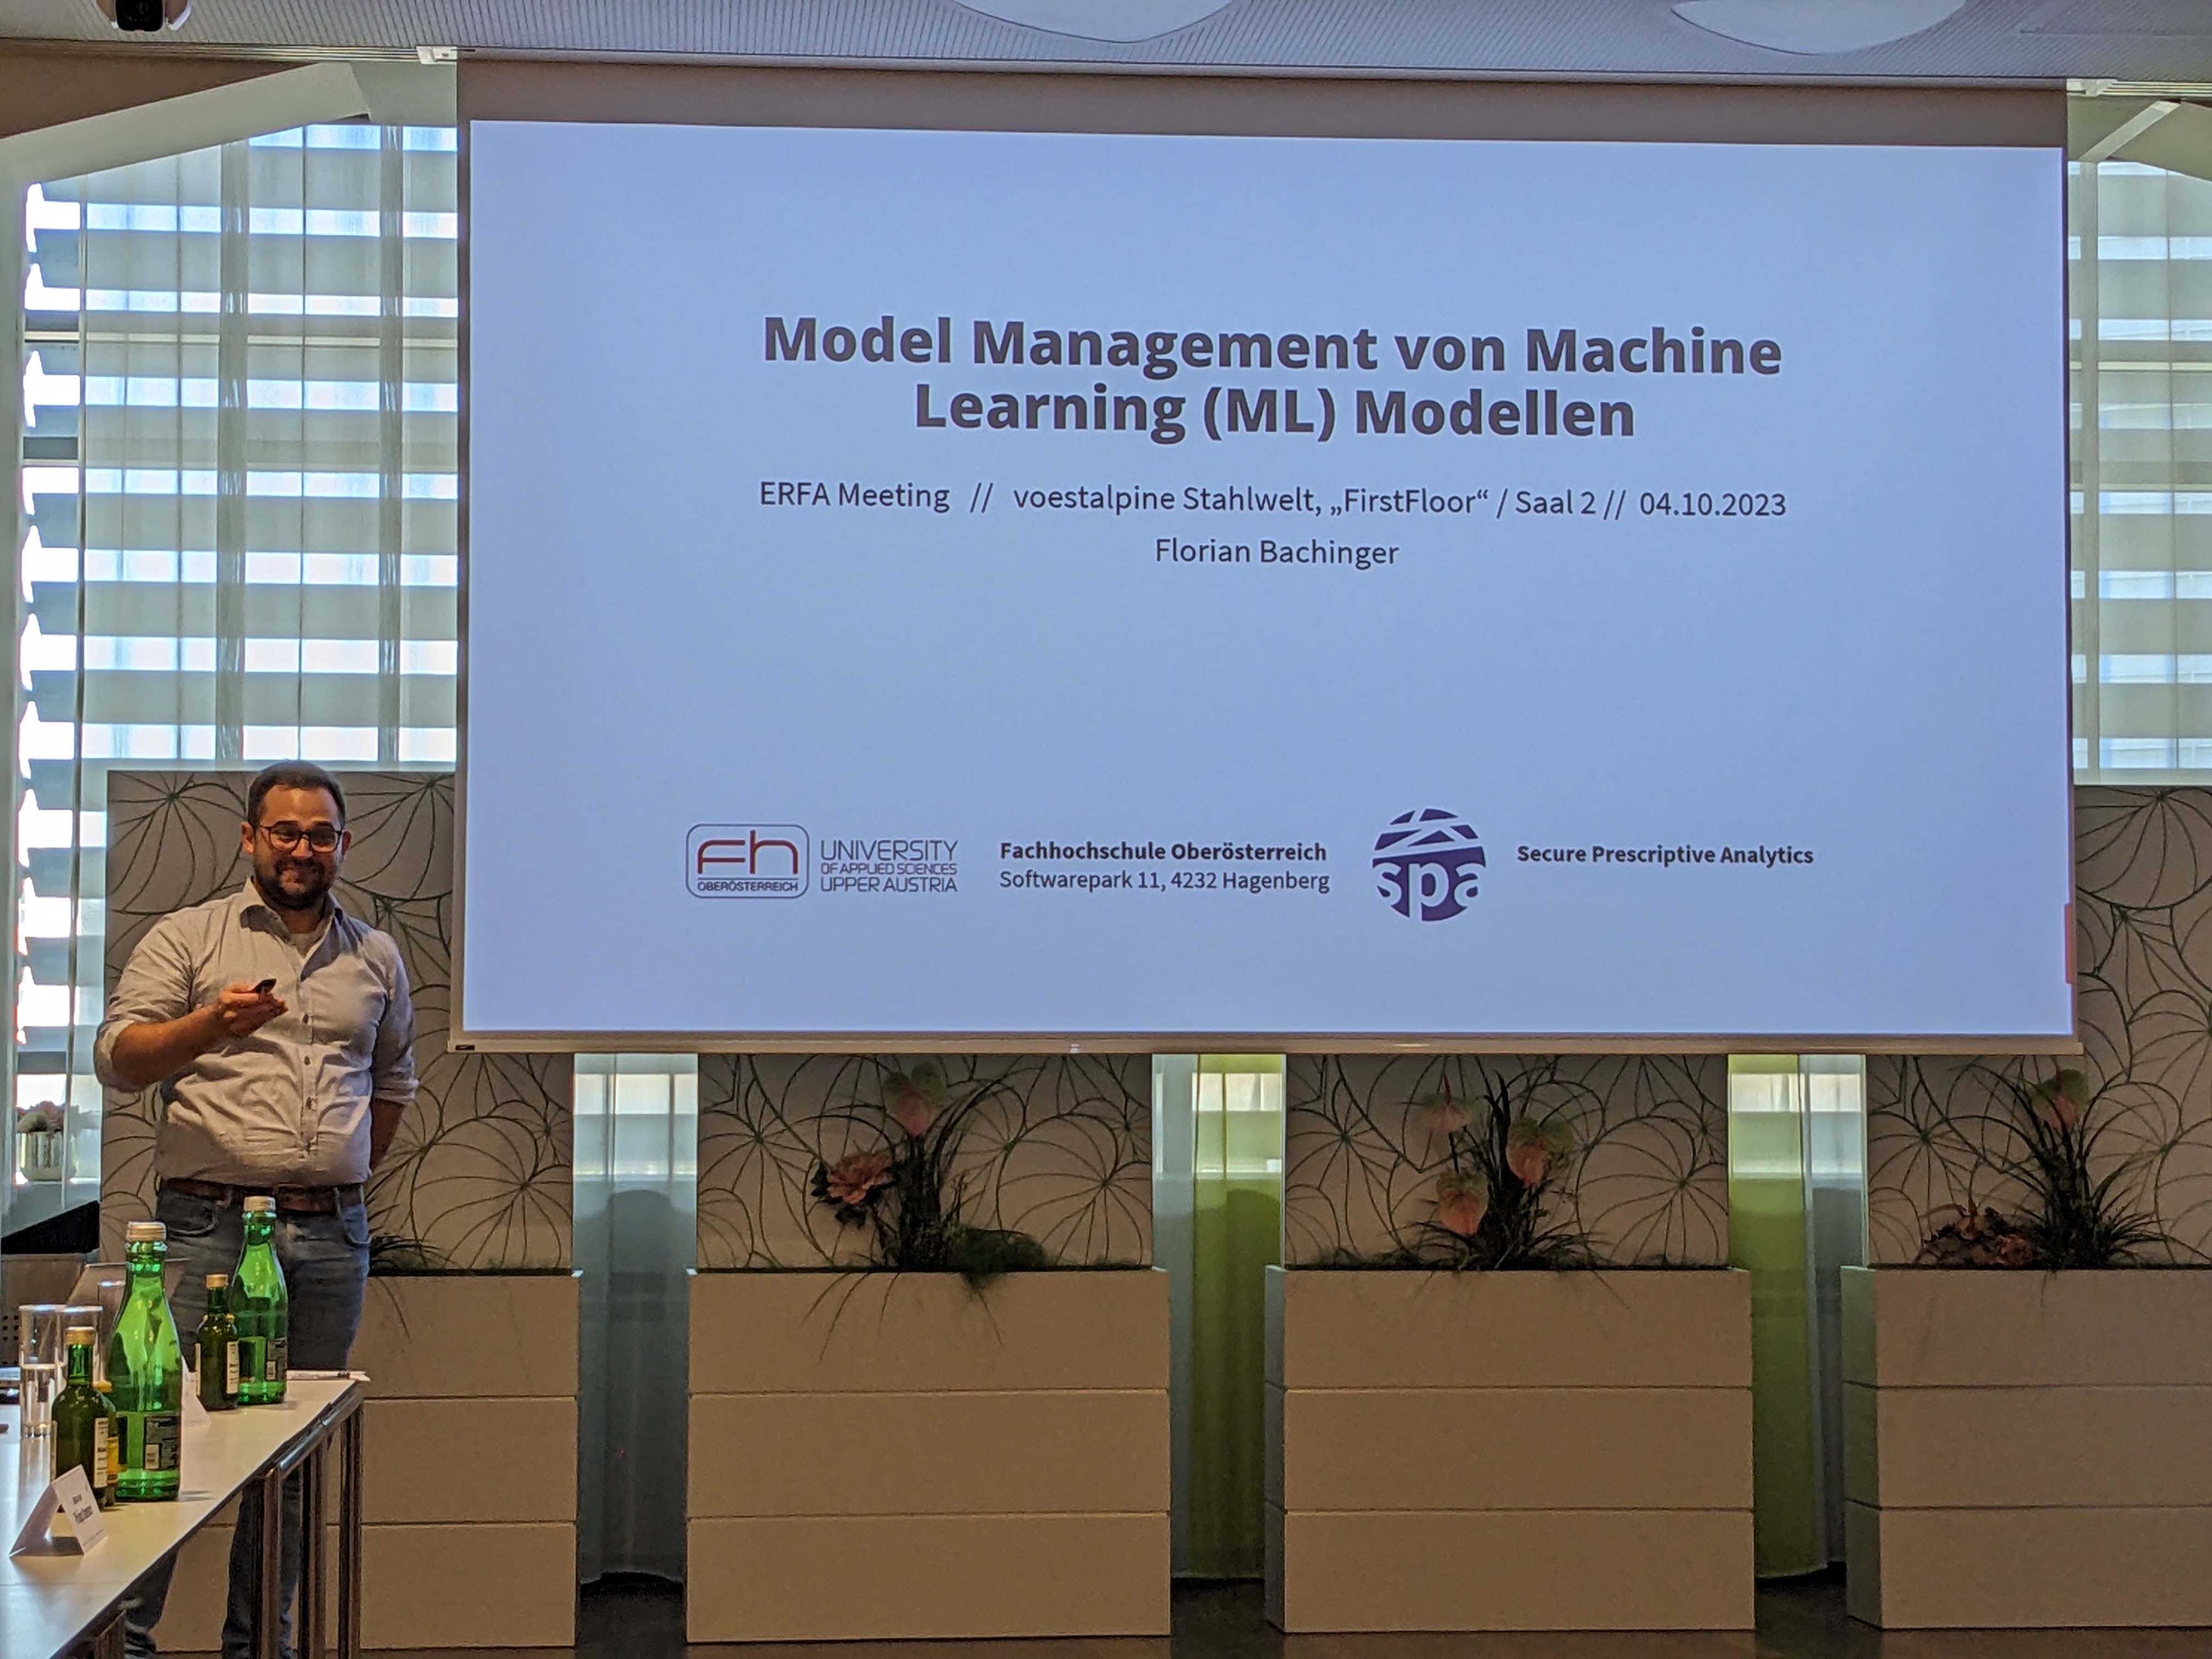 Model Management von Machine
Learning (ML) Modellen
ERFA Meeting // voestalpine Stahlwelt, „FirstFloor“ / Saal 2 // 04.10.2023
Florian Bachinger
fh
OBERÖSTERREICH
UNIVERSITY
OF APPLIED SCIENCES
UPPER AUSTRIA
Fachhochschule Oberösterreich
Softwarepark 11, 4232 Hagenberg
spa
Secure Prescriptive Analytics